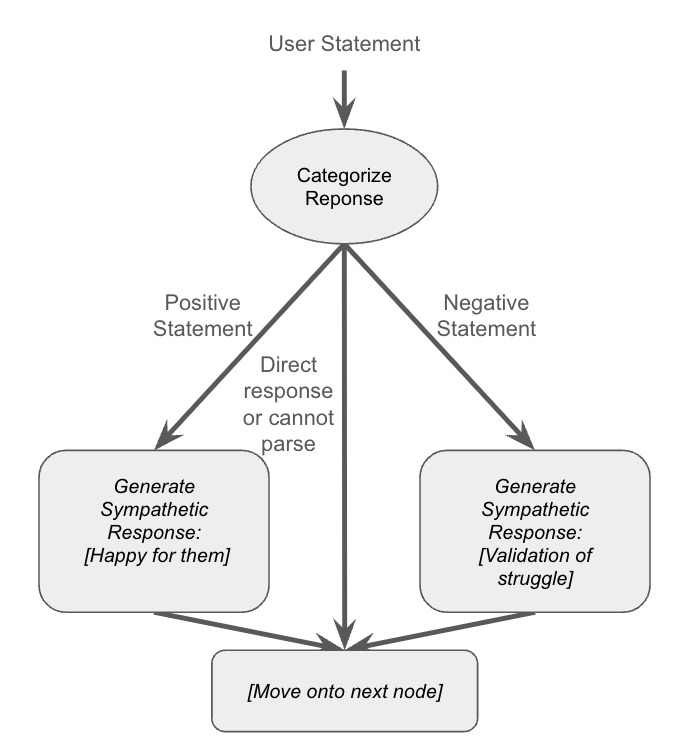 User Statement
Categorize
Reponse
Positive
Statement
Negative
Statement
Direct
response
or cannot
parse
Generate
Sympathetic
Response:
[Happy for them]
Generate
Sympathetic
Response:
[Validation of
struggle]
[Move onto next node]